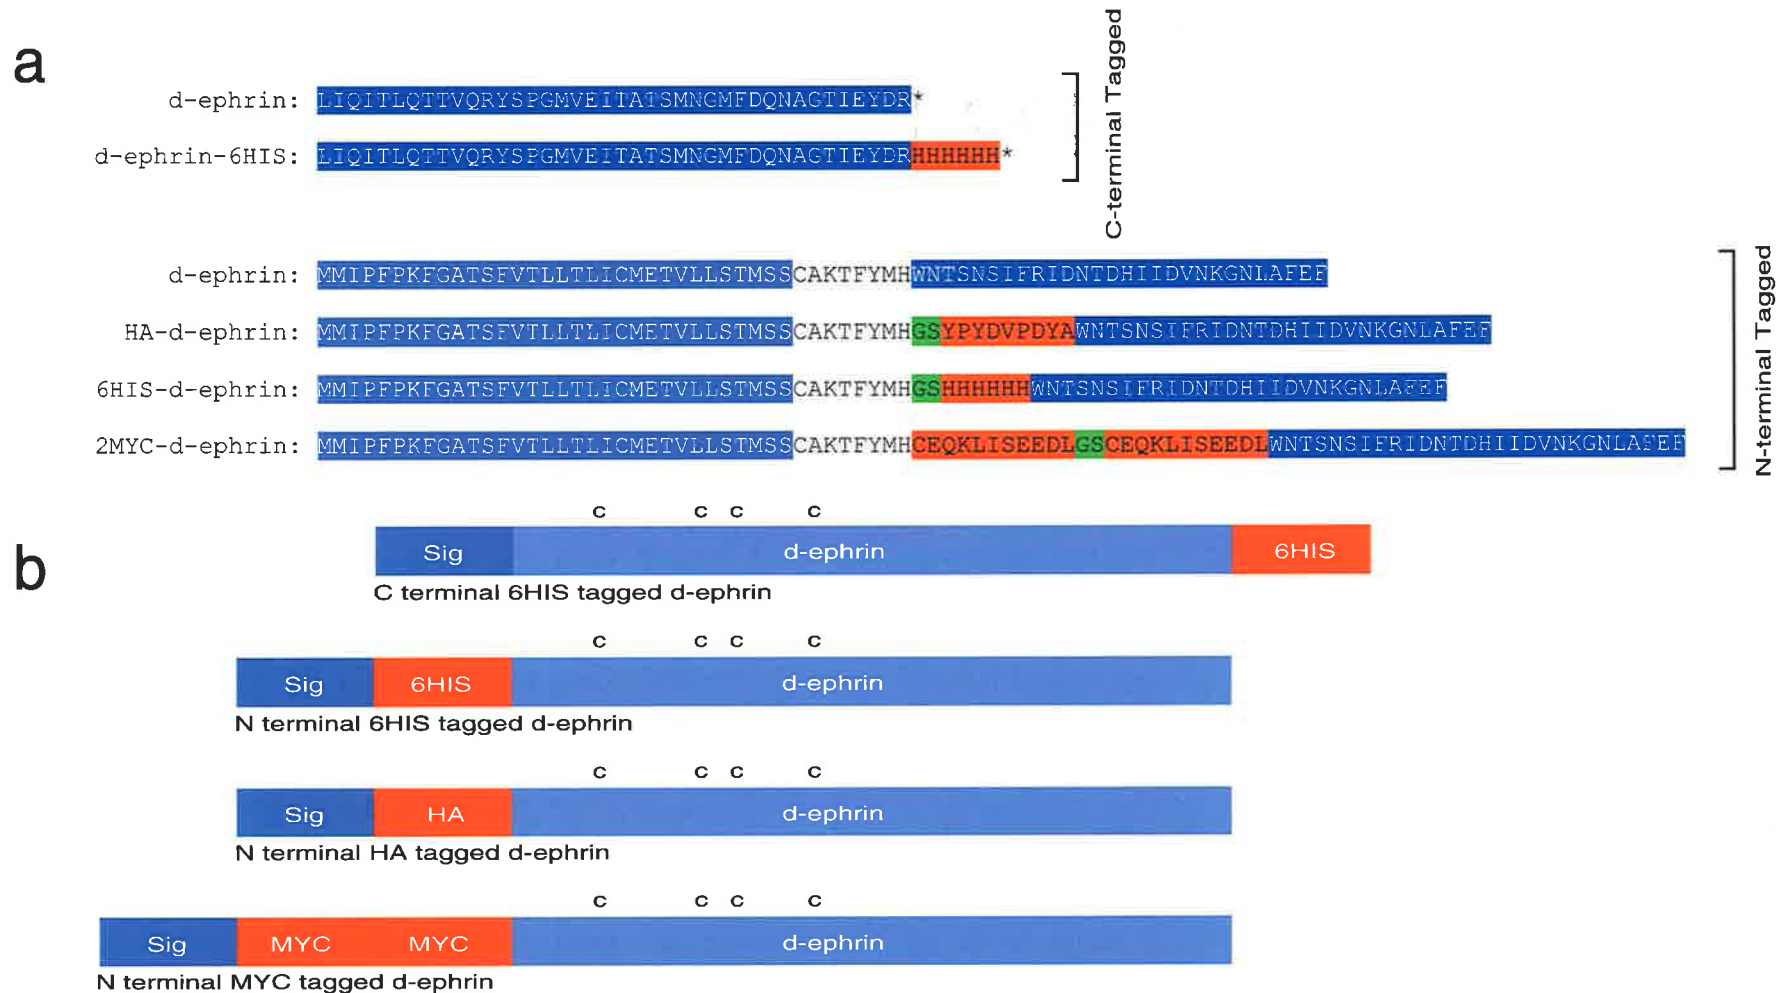 a
d-ephrin: LIQITLQTTVQRYSPGMVEITATSMNGMFDQNAGTIEYDR*
d-ephrin-6HIS: LIQITLQTTVQRYSPGMVEITATSMNGMFDQNAGTIEYDRHHHHHH*
C-terminal Tagged
d-ephrin: MMIPFPKFGATSFVTLLTLICMETVLLSTMSSCAKTFYMHWNTSNSIFRIDNTDHIIDVNKGNLAFEF
HA-d-ephrin: MMIPFPKFGATSFVTLLTLICMETVLLSTMSSCAKTFYMHGSYPYDVPDYAWNTSNSIFRIDNTDHIIDVNKGNLAFEF
6HIS-d-ephrin: MMIPFPKFGATSFVTLLTLICMETVLLSTMSSCAKTFYMHGSHHHHHHWNTSNSIFRIDNTDHIIDVNKGNLAFEF
2MYC-d-ephrin: MMIPFPKFGATSFVTLLTLICMETVLLSTMSSCAKTFYMHCEQKLISEEDLGSCEQKLISEEDLWNTSNSIFRIDNTDHIIDVNKGNLAFEF
N-terminal Tagged
b
C C C C
Sig d-ephrin 6HIS
C terminal 6HIS tagged d-ephrin
C C C C
Sig 6HIS d-ephrin
N terminal 6HIS tagged d-ephrin
C C C C
Sig HA d-ephrin
N terminal HA tagged d-ephrin
C C C C
Sig MYC MYC d-ephrin
N terminal MYC tagged d-ephrin